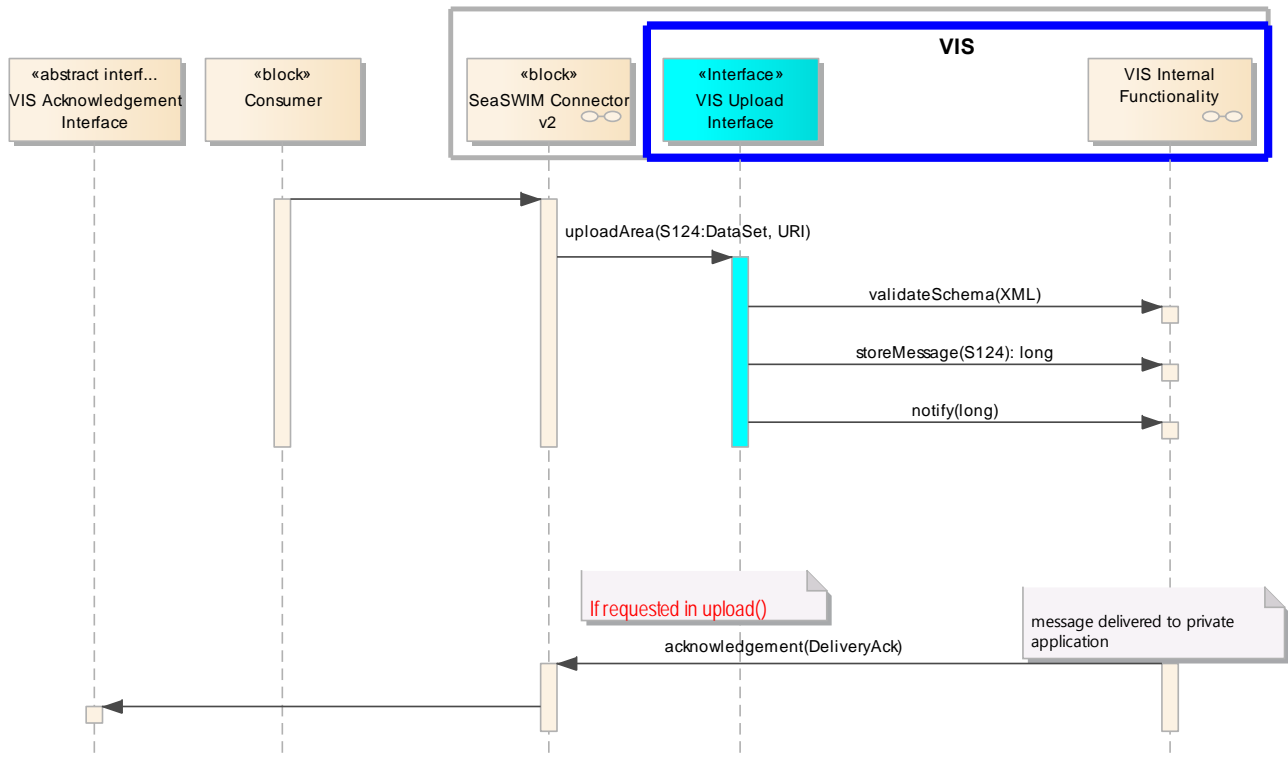 VIS
«abstract interf...
VIS Acknowledgement
Interface
«block»
Consumer
«block»
SeaSWIM Connector
v2
«Interface»
VIS Upload
Interface
VIS Internal
Functionality
uploadArea(S124:DataSet, URI)
validateSchema(XML)
storeMessage(S124): long
notify(long)
If requested in upload()
message delivered to private
application
acknowledgement(DeliveryAck)